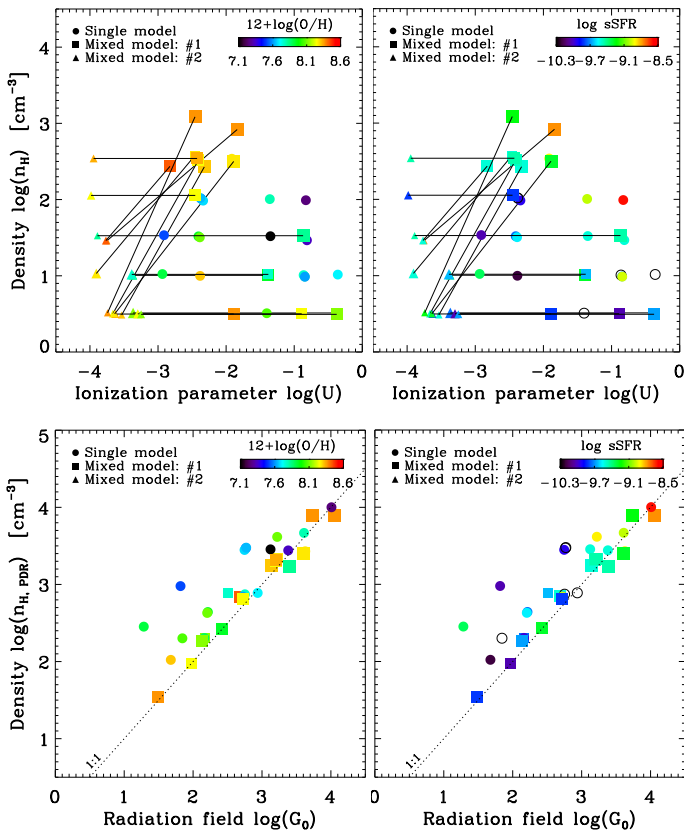 4
3
2
1
0
Density log(n_H) [cm^−3]
Single model
Mixed model: #1
Mixed model: #2
12+log(O/H)
7.1 7.6 8.1 8.6
−4 −3 −2 −1 0
Ionization parameter log(U)
Single model
Mixed model: #1
Mixed model: #2
log sSFR
−10.3 −9.7 −9.1 −8.5
−4 −3 −2 −1 0
Ionization parameter log(U)
5
4
3
2
1
Density log(n_H, PDR) [cm^−3]
Single model
Mixed model: #1
Mixed model: #2
12+log(O/H)
7.1 7.6 8.1 8.6
1:1
0 1 2 3 4
Radiation field log(G_0)
Single model
Mixed model: #1
Mixed model: #2
log sSFR
−10.3 −9.7 −9.1 −8.5
1:1
0 1 2 3 4
Radiation field log(G_0)